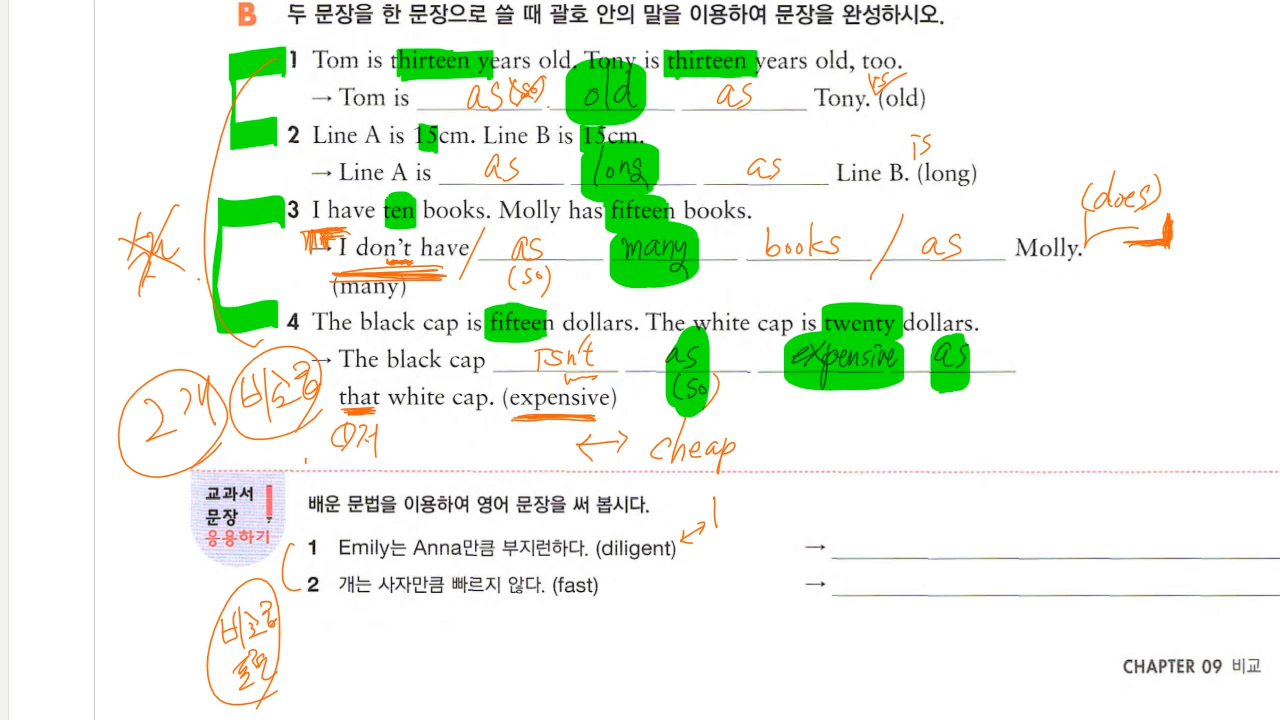 B 두 문장을 한 문장으로 쓸 때 괄호 안의 말을 이용하여 문장을 완성하시오.
1 Tom is thirteen years old. Tony is thirteen years old, too.
→ Tom is as (so) old as Tony. (old) is
2 Line A is 15cm. Line B is 15cm.
is
→ Line A is as long as Line B. (long)
3 I have ten books. Molly has fifteen books.
(does)
→ I don't have / as many books / as Molly.
(so)
(many)
4 The black cap is fifteen dollars. The white cap is twenty dollars.
→ The black cap isn't as expensive as
(so)
that white cap. (expensive)
2개 비교급
↔ cheap
교과서
문장
응용하기
배운 문법을 이용하여 영어 문장을 써 봅시다.
1 Emily는 Anna만큼 부지런하다. (diligent) ↔ l →
2 개는 사자만큼 빠르지 않다. (fast) →
CHAPTER 09 비교